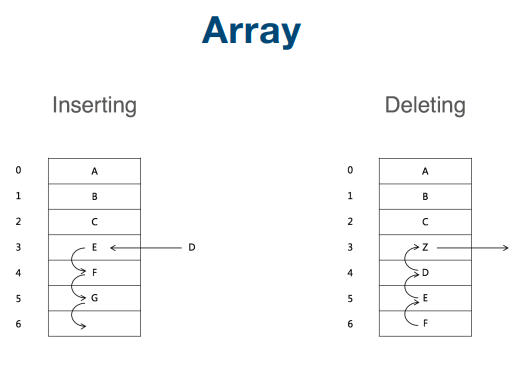 Array
Inserting
0 A
1 B
2 C
3 E D
4 F
5 G
6
Deleting
0 A
1 B
2 C
3 Z
4 D
5 E
6 F